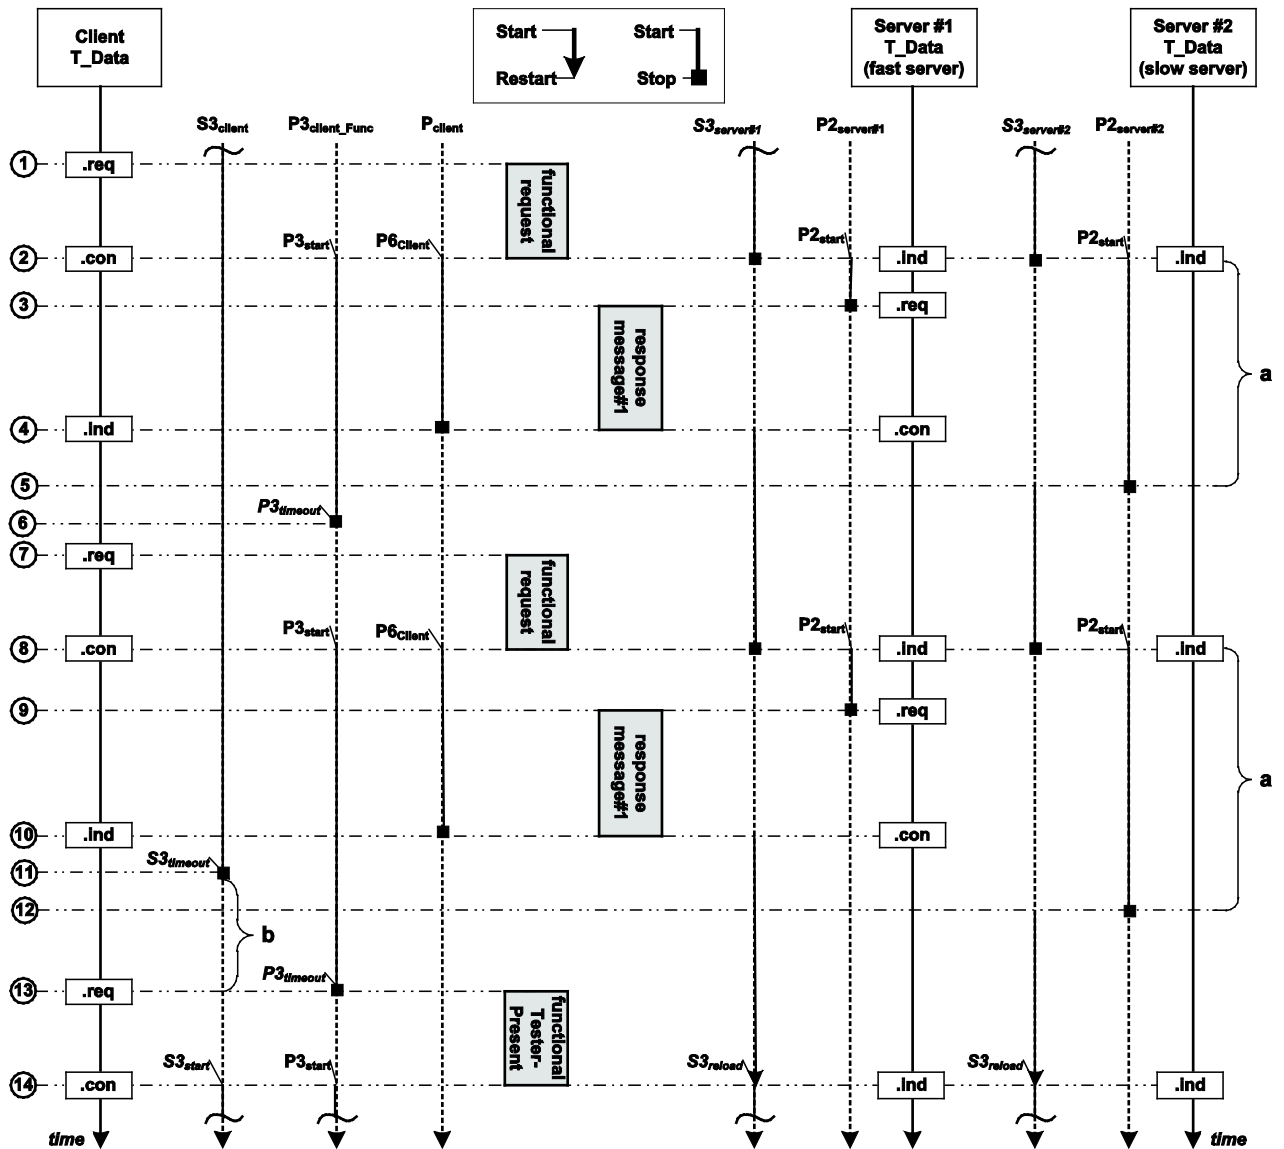 Client
T_Data
Start
Restart
Start
Stop
Server #1
T_Data
(fast server)
Server #2
T_Data
(slow server)
S3client
P3client_Func
Pclient
S3server#1
P2server#1
S3server#2
P2server#2
1
.req
functional
request
P3start
P6Client
P2start
P2start
2
.con
.ind
.ind
3
.req
response
message#1
a
4
.ind
.con
5
P3timeout
6
7
.req
functional
request
P3start
P6Client
P2start
P2start
8
.con
.ind
.ind
9
.req
response
message#1
a
10
.ind
.con
S3timeout
11
12
b
P3timeout
13
.req
functional
Tester-
Present
S3start
P3start
S3reload
S3reload
14
.con
.ind
.ind
time
time